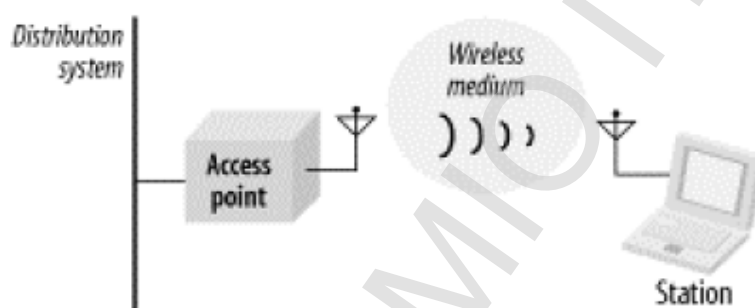 Distribution
system
Wireless
medium
Access
point
Station